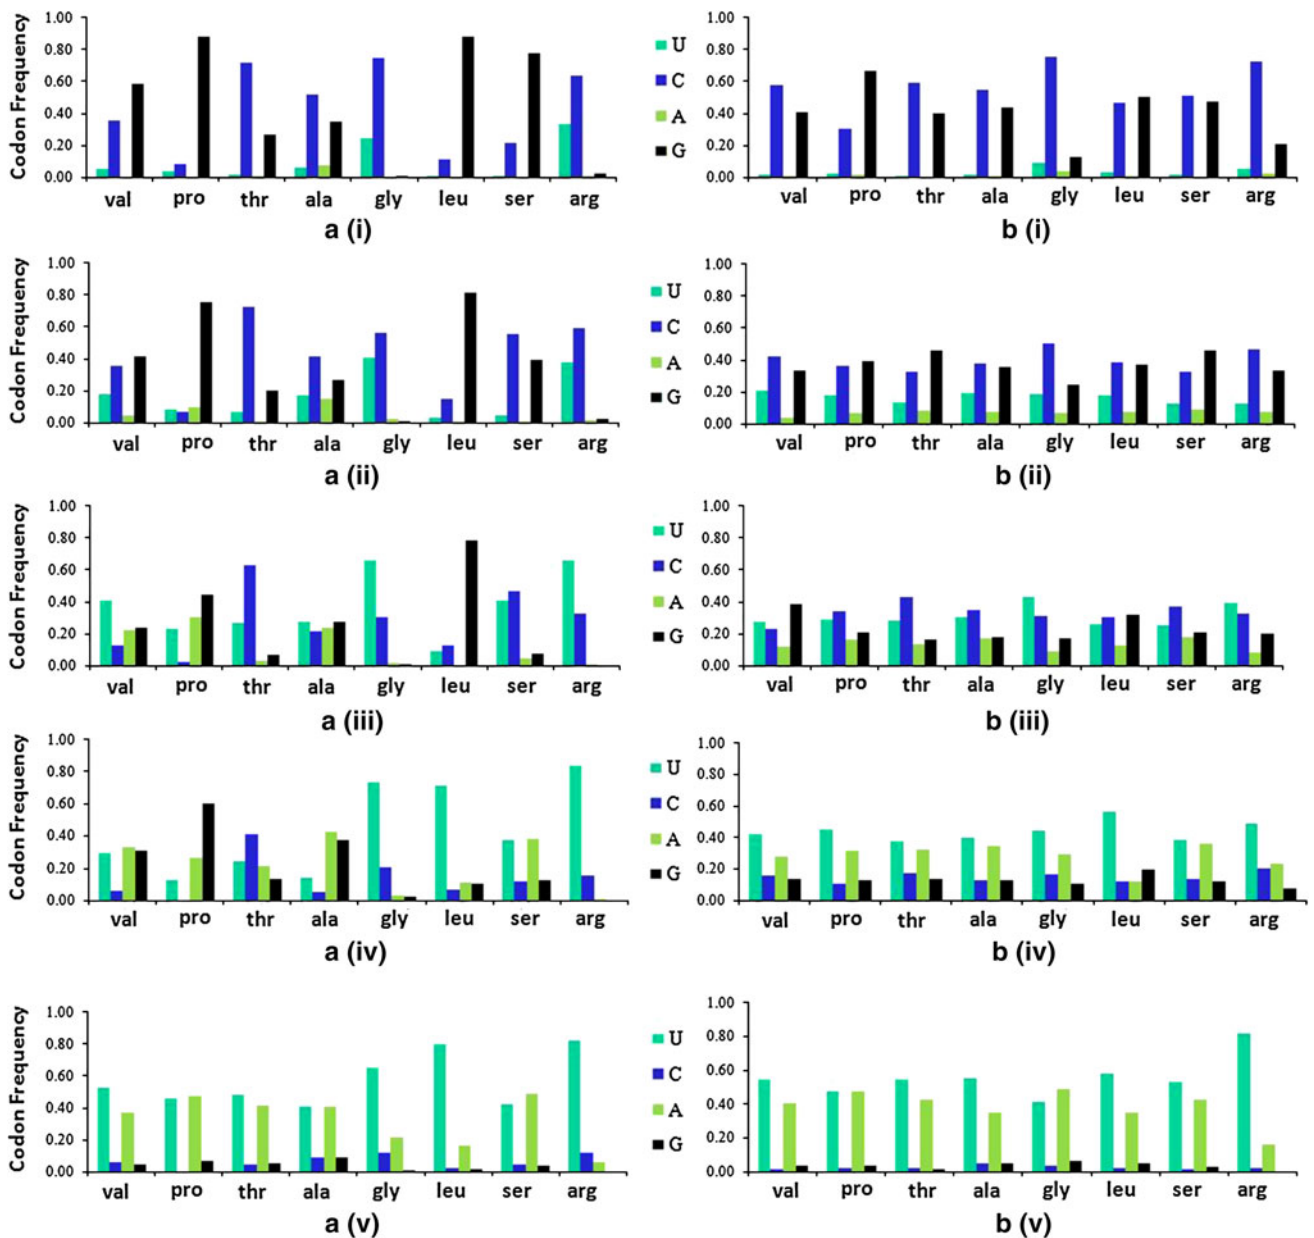 Codon Frequency
1.00
0.80
0.60
0.40
0.20
0.00
val pro thr ala gly leu ser arg
a (i)
U
C
A
G
1.00
0.80
0.60
0.40
0.20
0.00
val pro thr ala gly leu ser arg
b (i)
Codon Frequency
1.00
0.80
0.60
0.40
0.20
0.00
val pro thr ala gly leu ser arg
a (ii)
U
C
A
G
1.00
0.80
0.60
0.40
0.20
0.00
val pro thr ala gly leu ser arg
b (ii)
Codon Frequency
1.00
0.80
0.60
0.40
0.20
0.00
val pro thr ala gly leu ser arg
a (iii)
U
C
A
G
1.00
0.80
0.60
0.40
0.20
0.00
val pro thr ala gly leu ser arg
b (iii)
Codon Frequency
1.00
0.80
0.60
0.40
0.20
0.00
val pro thr ala gly leu ser arg
a (iv)
U
C
A
G
1.00
0.80
0.60
0.40
0.20
0.00
val pro thr ala gly leu ser arg
b (iv)
Codon Frequency
1.00
0.80
0.60
0.40
0.20
0.00
val pro thr ala gly leu ser arg
a (v)
U
C
A
G
1.00
0.80
0.60
0.40
0.20
0.00
val pro thr ala gly leu ser arg
b (v)